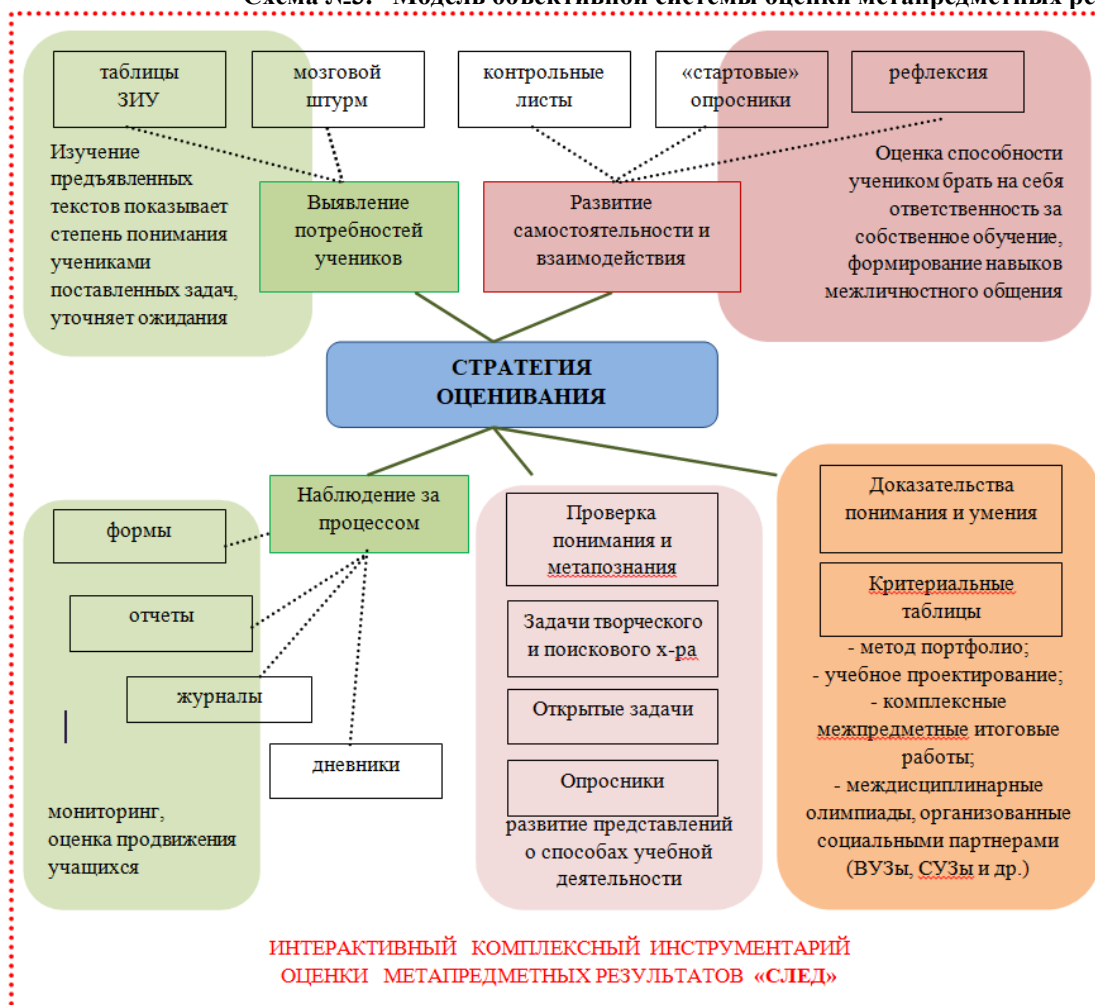 Схема №3. Модель объективной системы оценки метапредметных ре
таблицы
ЗИУ
мозговой
штурм
контрольные
листы
«стартовые»
опросники
рефлексия
Изучение
предъявленных
текстов показывает
степень понимания
учениками
поставленных задач,
уточняет ожидания
Выявление
потребностей
учеников
Развитие
самостоятельности и
взаимодействия
Оценка способности
учеником брать на себя
ответственность за
собственное обучение,
формирование навыков
межличностного общения
СТРАТЕГИЯ
ОЦЕНИВАНИЯ
Наблюдение за
процессом
формы
отчеты
журналы
дневники
мониторинг,
оценка продвижения
учащихся
Проверка
понимания и
метапознания
Задачи творческого
и поискового х-ра
Открытые задачи
Опросники
развитие представлений
о способах учебной
деятельности
Доказательства
понимания и умения
Критериальные
таблицы
- метод портфолио;
- учебное проектирование;
- комплексные
межпредметные итоговые
работы;
- междисциплинарные
олимпиады, организованные
социальными партнерами
(ВУЗы, СУЗы и др.)
ИНТЕРАКТИВНЫЙ КОМПЛЕКСНЫЙ ИНСТРУМЕНТАРИЙ
ОЦЕНКИ МЕТАПРЕДМЕТНЫХ РЕЗУЛЬТАТОВ «СЛЕД»